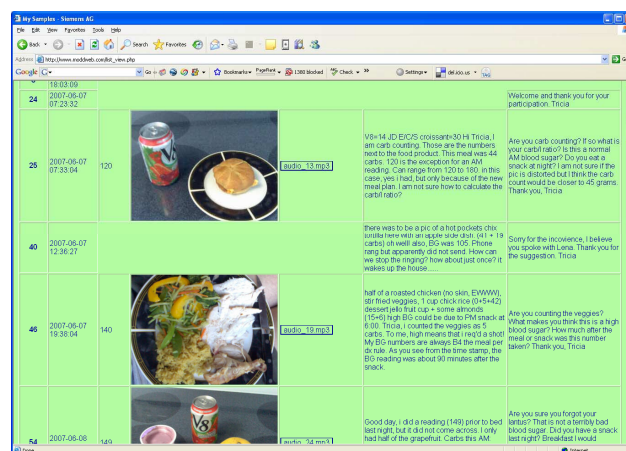 My Samples - Siemens AG
File Edit View Favorites Tools Help
Back Search Favorites
Address http://www.moddweb.com/list_view.php
Google G Go Bookmarks PageRank 1380 blocked Check Settings del.icio.us TAG
18:03:09
24 2007-06-07 07:23:32 Welcome and thank you for your
participation. Tricia
25 2007-06-07
07:33:04 120 audio_13.mp3
V8=14 JD E/C/S croissant=30 Hi Tricia, I
am carb counting. Those are the numbers
next to the food product. This meal was 44
carbs. 120 is the exception for an AM
reading. Can range from 120 to 180. in this
case, yes i had, but only because of the new
meal plan. I am not sure how to calculate the
carb/l ratio?
Are you carb counting? If so what is
your carb/l ratio? Is this a normal
AM blood sugar? Do you eat a
snack at night? I am not sure if the
pic is distorted but I think the carb
count would be closer to 45 grams.
Thank you, Tricia
V8
40 2007-06-07
12:36:27
there was to be a pic of a hot pockets chix
tortilla here with an apple side dish. (41 + 19
carbs) oh well! also, BG was 105. Phone
rang but apparently did not send. How can
we stop the ringing? how about just once? it
wakes up the house......
Sorry for the incovience, I believe
you spoke with Lena. Thank you for
the suggestion. Tricia
46 2007-06-07
19:38:04 140 audio_19.mp3
half of a roasted chicken (no skin, EWWW),
stir fried veggies, 1 cup chick rice (0+5+42)
dessert jello fruit cup + some almonds
(15+6) high BG could be due to PM snack at
6:00. Tricia, i counted the veggies as 5
carbs. To me, high means that i req'd a shot!
My BG numbers are always B4 the meal per
dx rule. As you see from the time stamp, the
BG reading was about 90 minutes after the
snack.
Are you counting the veggies?
What makes you think this is a high
blood sugar? How much after the
meal or snack was this number
taken? Thank you, Tricia
54 2007-06-08 149 audio_24.mp3
V8
Good day, i did a reading (149) prior to bed
last night, but it did not come across. I only
had half of the grapefruit. Carbs this AM:
Are you sure you forgot your
lantus? That is not a terribly bad
blood sugar. Did you have a snack
last night? Breakfast I would
Done Internet